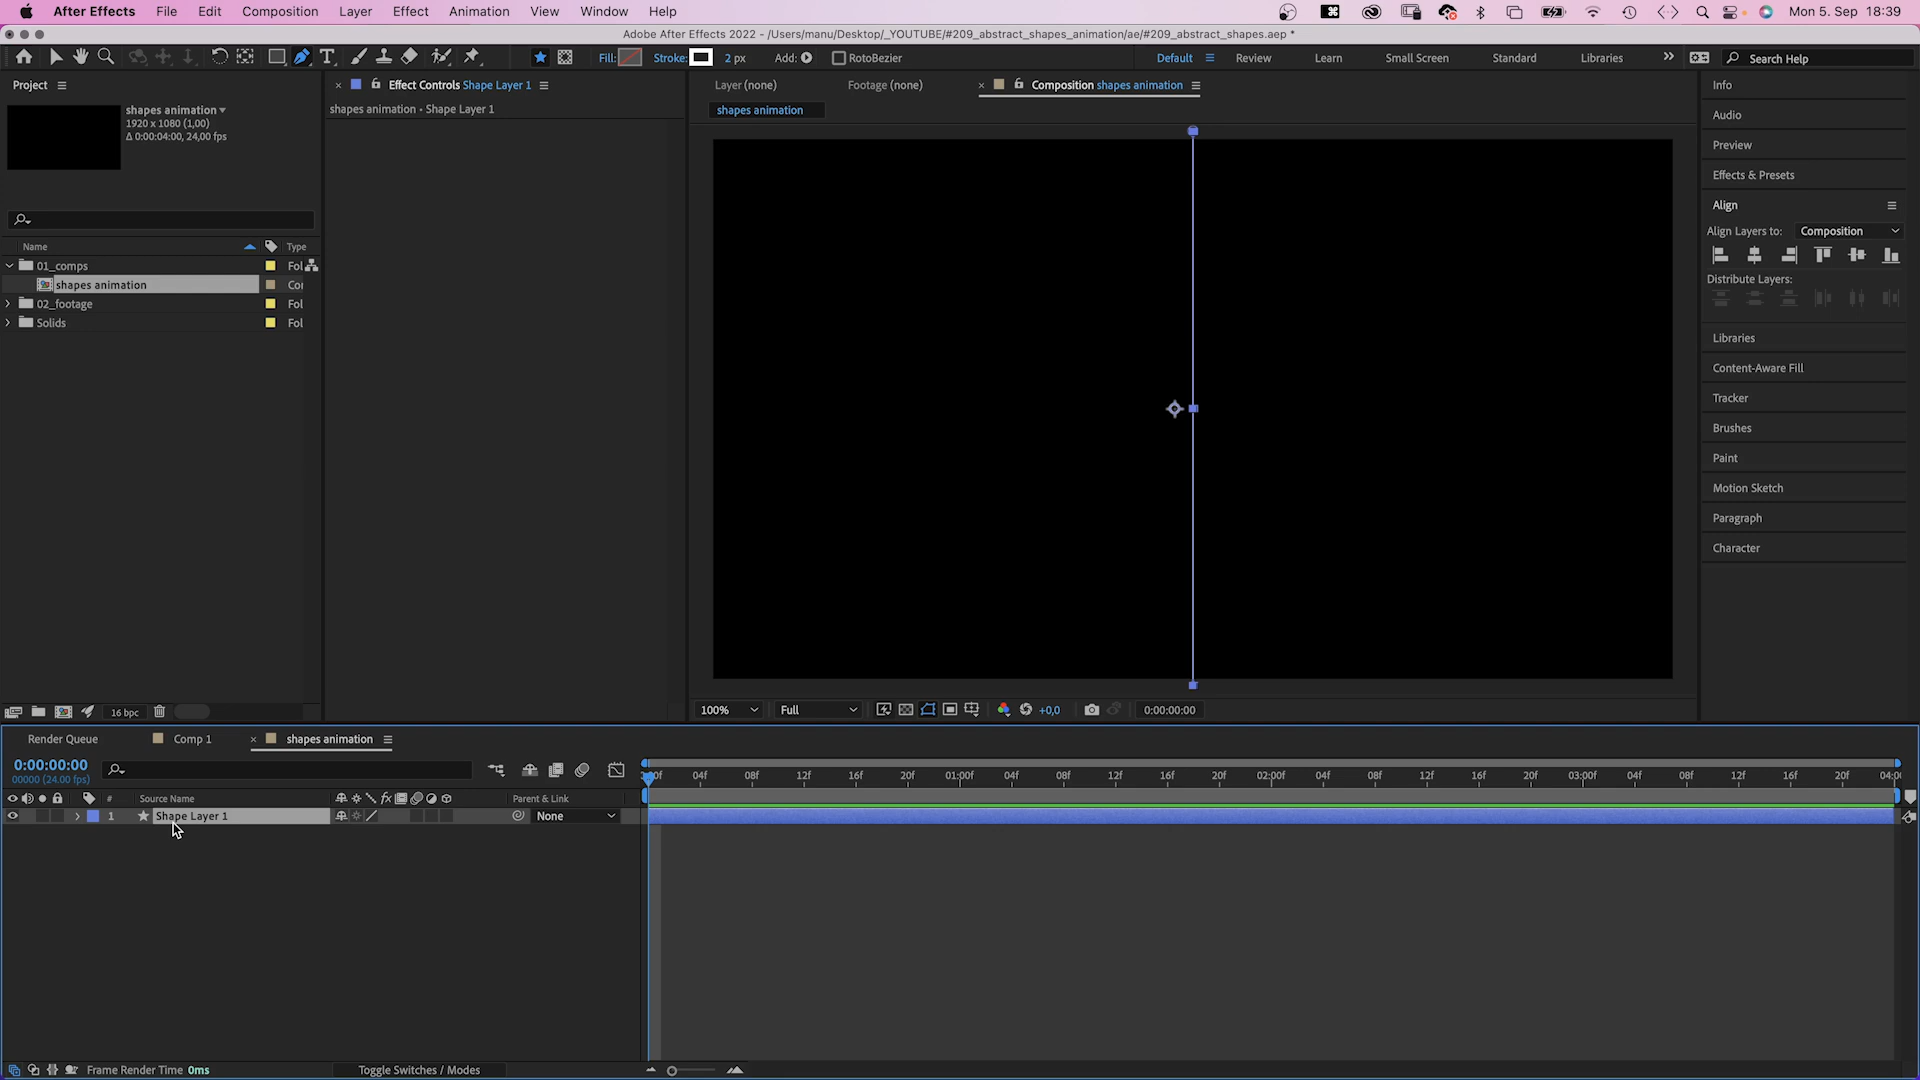 After Effects File Edit Composition Layer Effect Animation View Window Help Mon 5. Sep 18:39
Adobe After Effects 2022 - /Users/manu/Desktop/_YOUTUBE/#209_abstract_shapes_animation/ae/#209_abstract_shapes.aep *
Fill: Stroke: 2 px Add: RotoBezier Default Review Learn Small Screen Standard Libraries Search Help
Project
Effect Controls Shape Layer 1
Layer (none) Footage (none) Composition shapes animation
Info
shapes animation
1920 x 1080 (1,00)
Δ 0:00:04:00, 24,00 fps
shapes animation • Shape Layer 1
shapes animation
Audio
Preview
Effects & Presets
Align
Align Layers to: Composition
Distribute Layers:
Libraries
Content-Aware Fill
Tracker
Brushes
Paint
Motion Sketch
Paragraph
Character
Name Type
01_comps Fol
shapes animation Coı
02_footage Fol
Solids Fol
16 bpc
100% Full +0,0 0:00:00:00
Render Queue Comp 1 shapes animation
0:00:00:00
00000 (24.00 fps)
04f 08f 12f 16f 20f 01:00f 04f 08f 12f 16f 20f 02:00f 04f 08f 12f 16f 20f 03:00f 04f 08f 12f 16f 20f 04:0
# Source Name fx Parent & Link
1 Shape Layer 1 None
Frame Render Time 0ms Toggle Switches / Modes